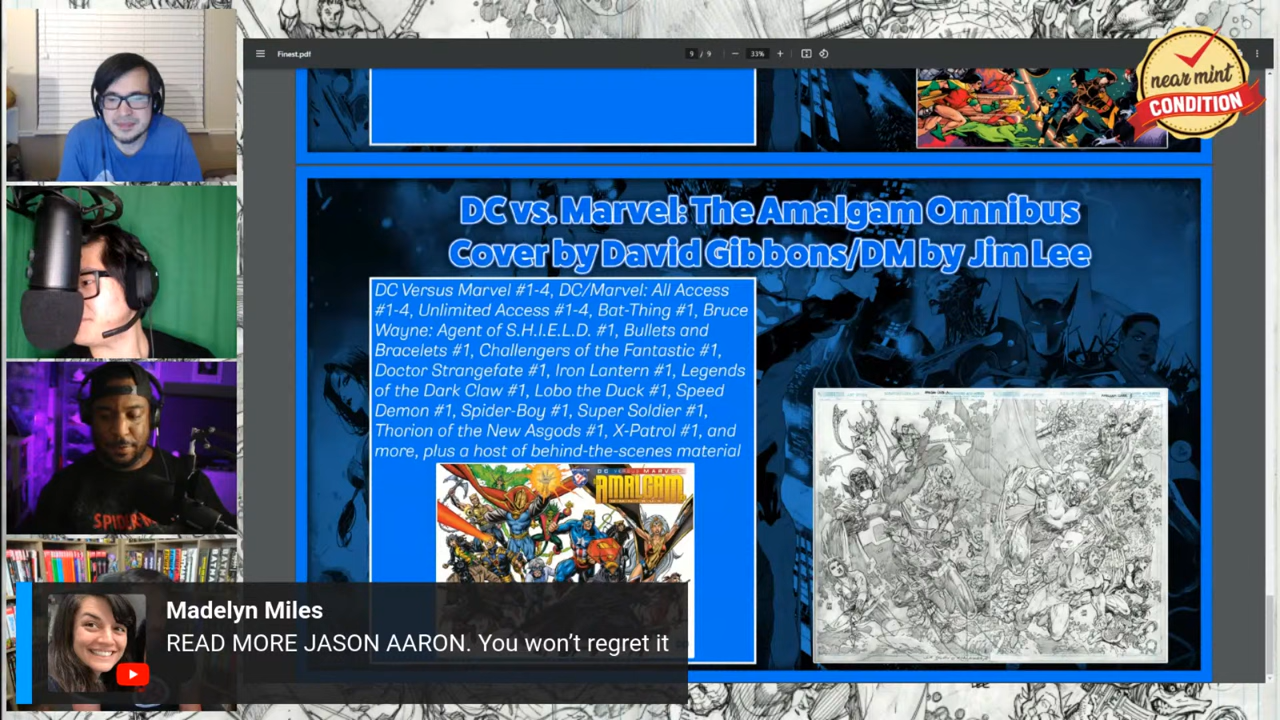 Finest.pdf
9 / 9
33%
near mint
CONDITION
DC vs. Marvel: The Amalgam Omnibus
Cover by David Gibbons/DM by Jim Lee
DC Versus Marvel #1-4, DC/Marvel: All Access
#1-4, Unlimited Access #1-4, Bat-Thing #1, Bruce
Wayne: Agent of S.H.I.E.L.D. #1, Bullets and
Bracelets #1, Challengers of the Fantastic #1,
Doctor Strangefate #1, Iron Lantern #1, Legends
of the Dark Claw #1, Lobo the Duck #1, Speed
Demon #1, Spider-Boy #1, Super Soldier #1,
Thorion of the New Asgods #1, X-Patrol #1, and
more, plus a host of behind-the-scenes material
DC VERSUS MARVEL
AMALGAM
Madelyn Miles
READ MORE JASON AARON. You won’t regret it